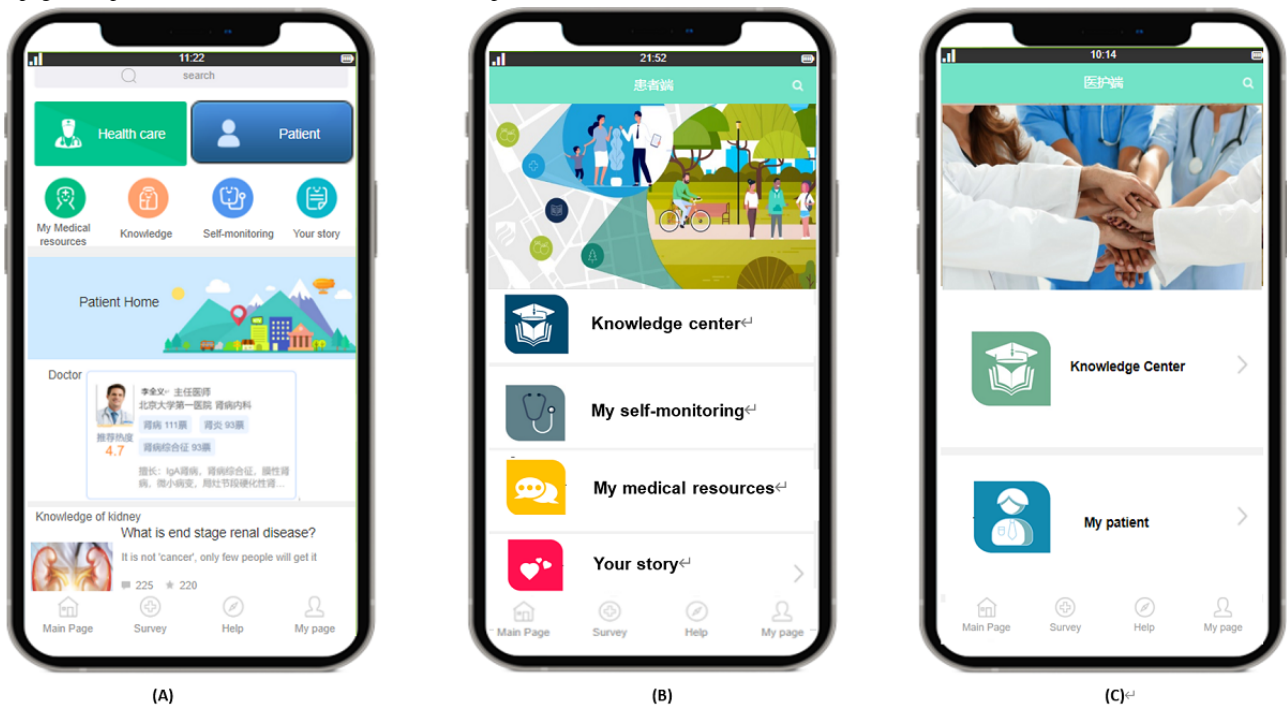 11:22
search
Health care
Patient
My Medical
resources
Knowledge
Self-monitoring
Your story
Patient Home
Doctor
李全义 主任医师
北京大学第一医院 肾病内科
肾病 111票
肾炎 93票
推荐热度
4.7
肾病综合征 93票
擅长：IgA肾病，肾病综合征，膜性肾
病，微小病变，局灶节段硬化性肾...
Knowledge of kidney
What is end stage renal disease?
It is not 'cancer', only few people will get it
225
220
Main Page
Survey
Help
My page
(A)
21:52
患者端
Knowledge center↵
My self-monitoring↵
My medical resources↵
Your story↵
Main Page
Survey
Help
My page
(B)
10:14
医护端
Knowledge Center
My patient
Main Page
Survey
Help
My page
(C)↵